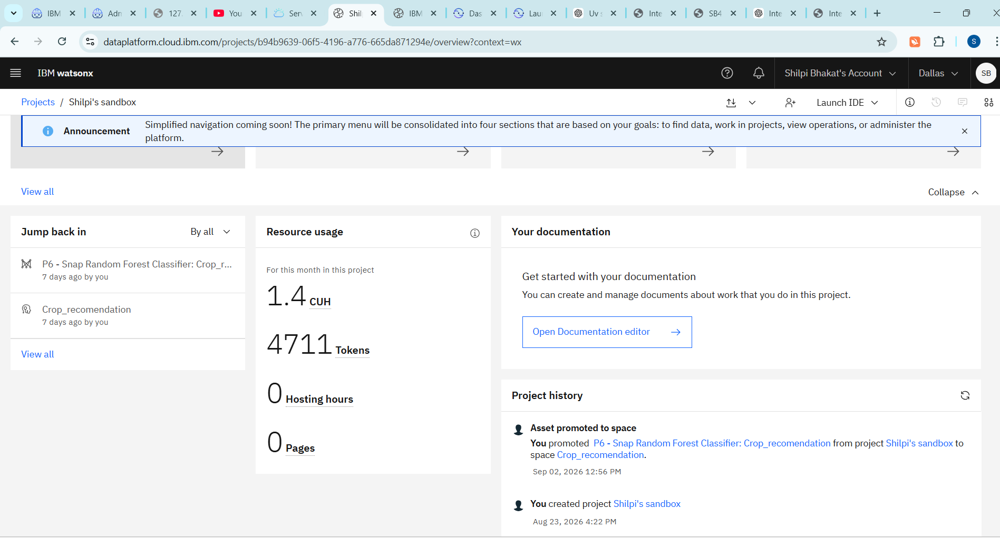 IBM
Adn
127.
You
Serv
Shil
IBM
Das
Lau
Uv s
Inte
SB4
Inte
Inte
dataplatform.cloud.ibm.com/projects/b94b9639-06f5-4196-a776-665da871294e/overview?context=wx
S
IBM watsonx
Shilpi Bhakat's Account
Dallas
SB
Projects / Shilpi's sandbox
Launch IDE
Announcement
Simplified navigation coming soon! The primary menu will be consolidated into four sections that are based on your goals: to find data, work in projects, view operations, or administer the
platform.
View all
Collapse
Jump back in
By all
P6 - Snap Random Forest Classifier: Crop_r...
7 days ago by you
Crop_recomendation
7 days ago by you
View all
Resource usage
For this month in this project
1.4 CUH
4711 Tokens
0 Hosting hours
0 Pages
Your documentation
Get started with your documentation
You can create and manage documents about work that you do in this project.
Open Documentation editor
Project history
Asset promoted to space
You promoted P6 - Snap Random Forest Classifier: Crop_recomendation from project Shilpi's sandbox to
space Crop_recomendation.
Sep 02, 2026 12:56 PM
You created project Shilpi's sandbox
Aug 23, 2026 4:22 PM